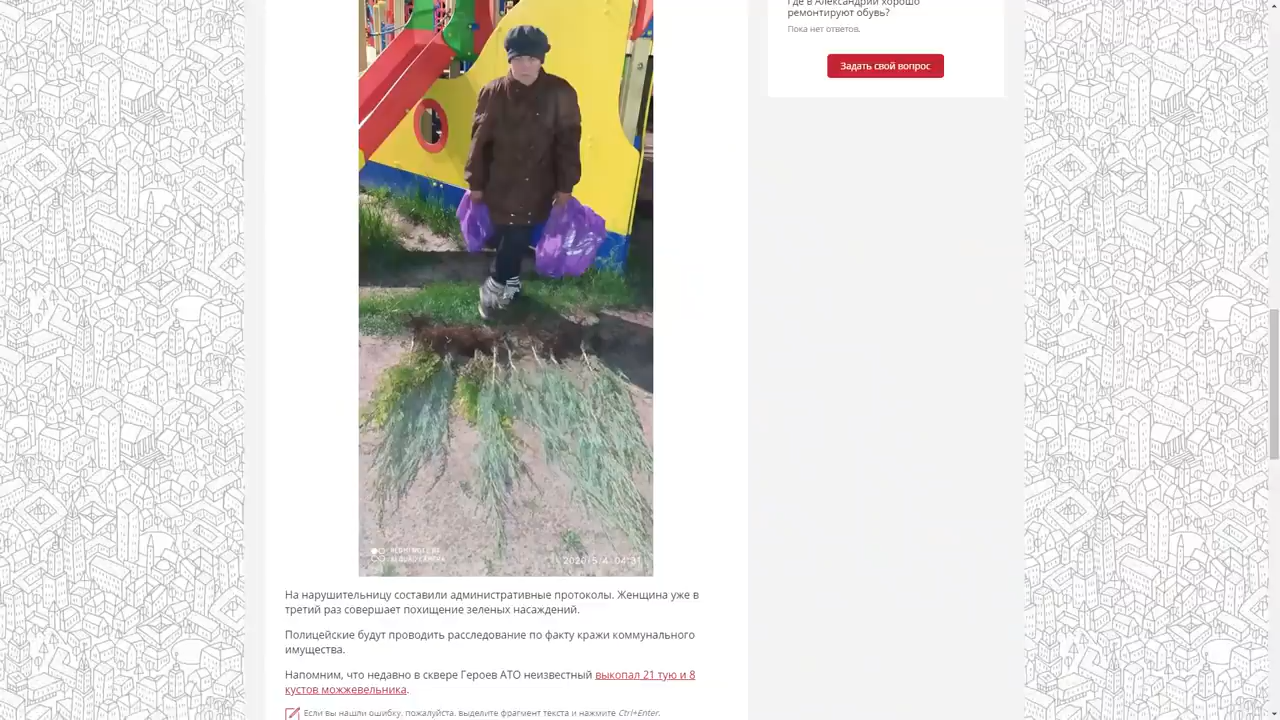 Где в Александрии хорошо
ремонтируют обувь?
Пока нет ответов.
Задать свой вопрос
2020/5/4 04:31
На нарушительницу составили административные протоколы. Женщина уже в
третий раз совершает похищение зеленых насаждений.
Полицейские будут проводить расследование по факту кражи коммунального
имущества.
Напомним, что недавно в сквере Героев АТО неизвестный выкопал 21 тую и 8
кустов можжевельника.
Если вы нашли ошибку, пожалуйста, выделите фрагмент текста и нажмите Ctrl+Enter.